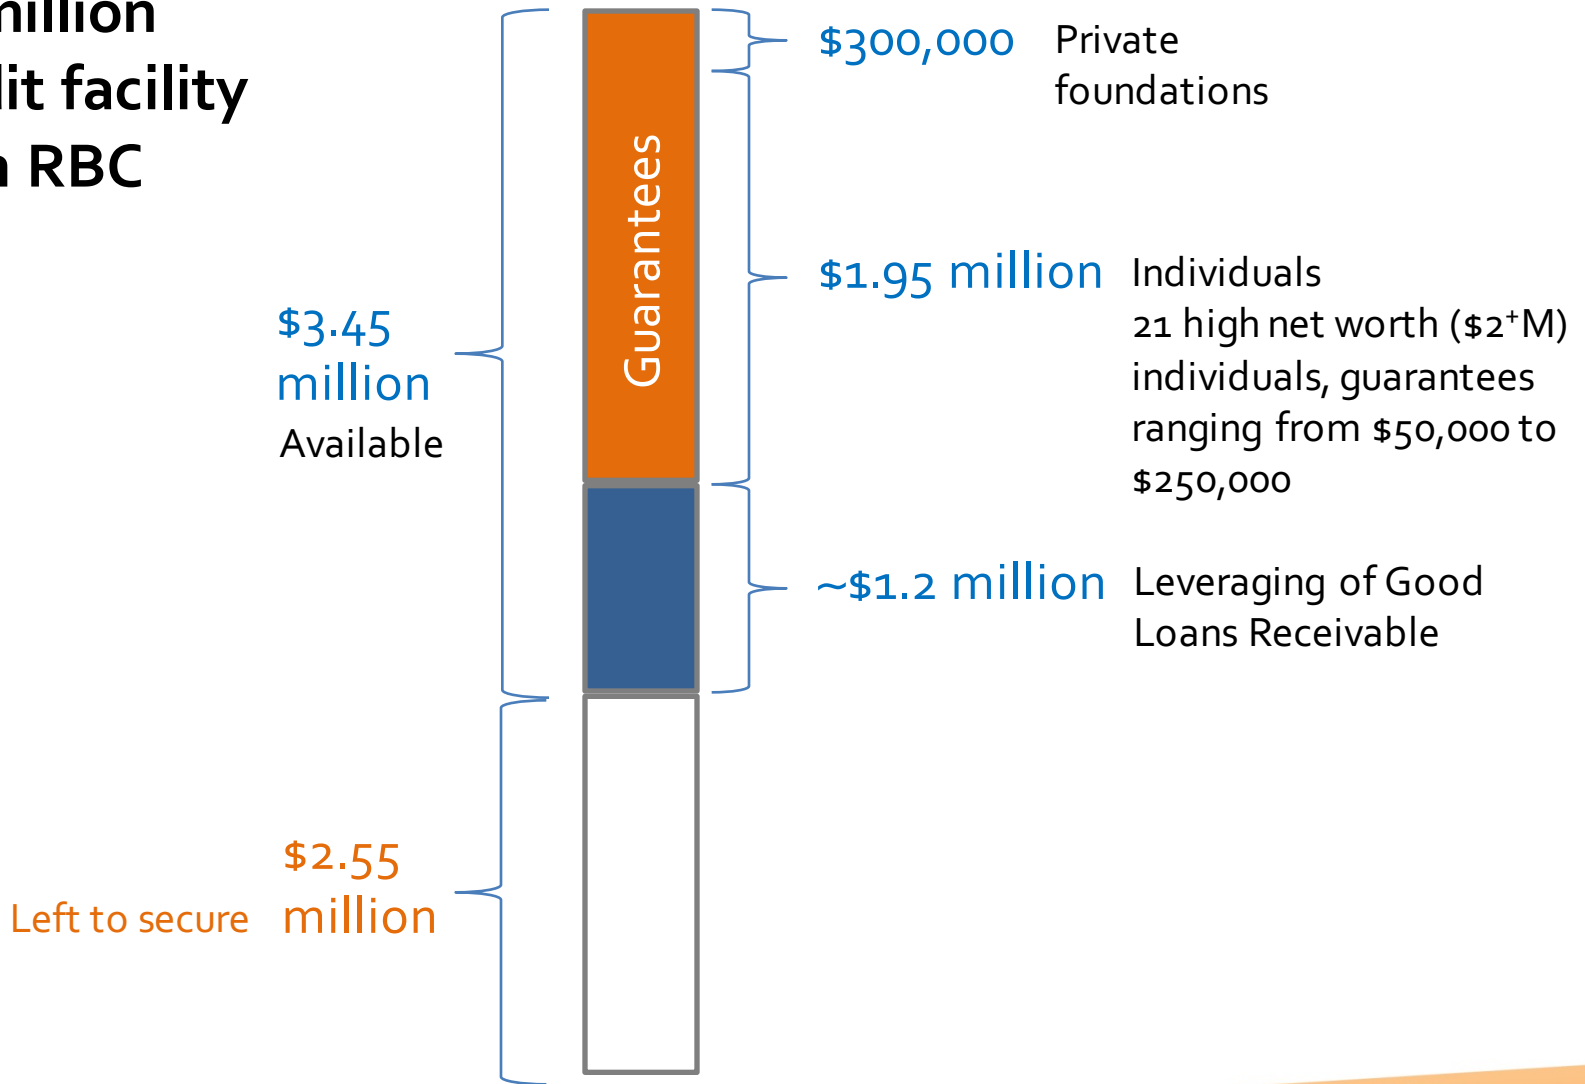 million
facility
RBC
$300,000 Private
foundations
Guarantees
$1.95 million Individuals
21 high net worth ($2⁺M)
individuals, guarantees
ranging from $50,000 to
$250,000
$3.45
million
Available
~$1.2 million Leveraging of Good
Loans Receivable
$2.55
Left to secure million